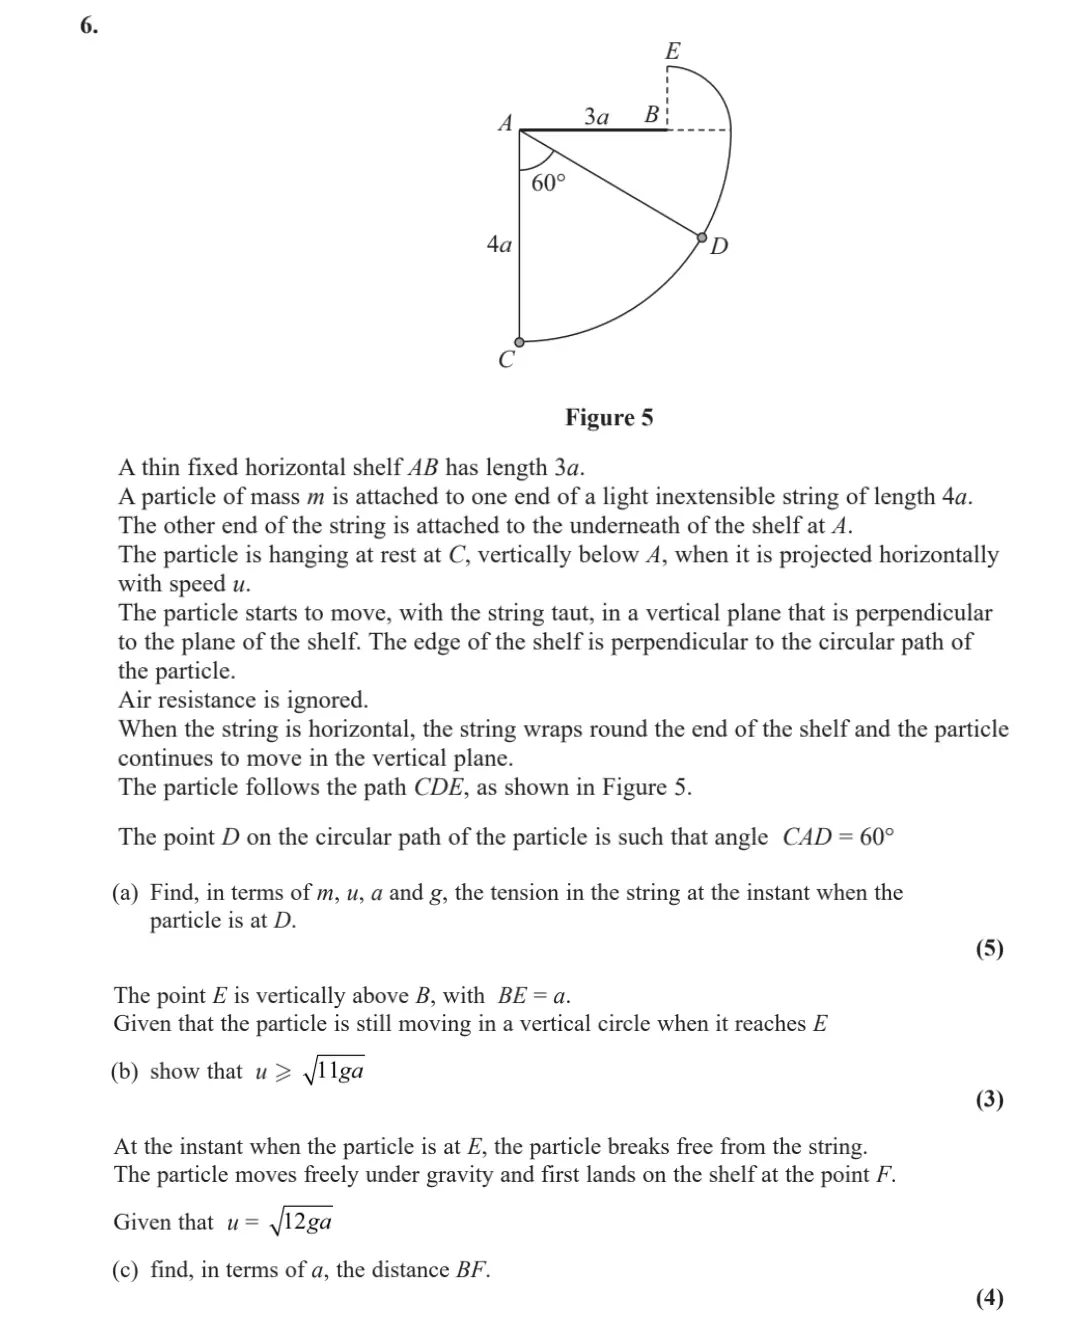 6.
E
A
3a
B
60°
4a
D
C
Figure 5
A thin fixed horizontal shelf AB has length 3a.
A particle of mass m is attached to one end of a light inextensible string of length 4a.
The other end of the string is attached to the underneath of the shelf at A.
The particle is hanging at rest at C, vertically below A, when it is projected horizontally
with speed u.
The particle starts to move, with the string taut, in a vertical plane that is perpendicular
to the plane of the shelf. The edge of the shelf is perpendicular to the circular path of
the particle.
Air resistance is ignored.
When the string is horizontal, the string wraps round the end of the shelf and the particle
continues to move in the vertical plane.
The particle follows the path CDE, as shown in Figure 5.
The point D on the circular path of the particle is such that angle CAD = 60°
(a) Find, in terms of m, u, a and g, the tension in the string at the instant when the
particle is at D.
(5)
The point E is vertically above B, with BE = a.
Given that the particle is still moving in a vertical circle when it reaches E
(b) show that u ⩾ √11ga
(3)
At the instant when the particle is at E, the particle breaks free from the string.
The particle moves freely under gravity and first lands on the shelf at the point F.
Given that u = √12ga
(c) find, in terms of a, the distance BF.
(4)